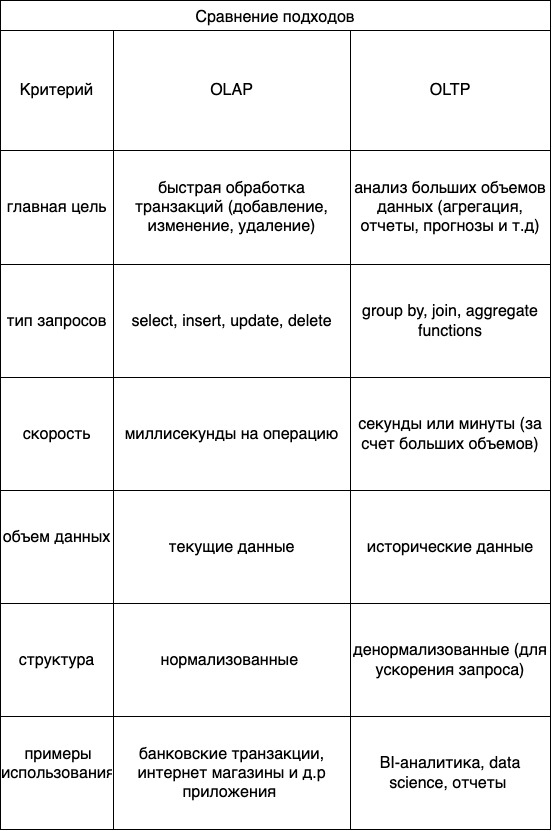 Сравнение подходов
Критерий
OLAP
OLTP
главная цель
быстрая обработка
транзакций (добавление,
изменение, удаление)
анализ больших объемов
данных (агрегация,
отчеты, прогнозы и т.д)
тип запросов
select, insert, update, delete
group by, join, aggregate
functions
скорость
миллисекунды на операцию
секунды или минуты (за
счет больших объемов)
объем данных
текущие данные
исторические данные
структура
нормализованные
денормализованные (для
ускорения запроса)
примеры
использования
банковские транзакции,
интернет магазины и д.р
приложения
BI-аналитика, data
science, отчеты